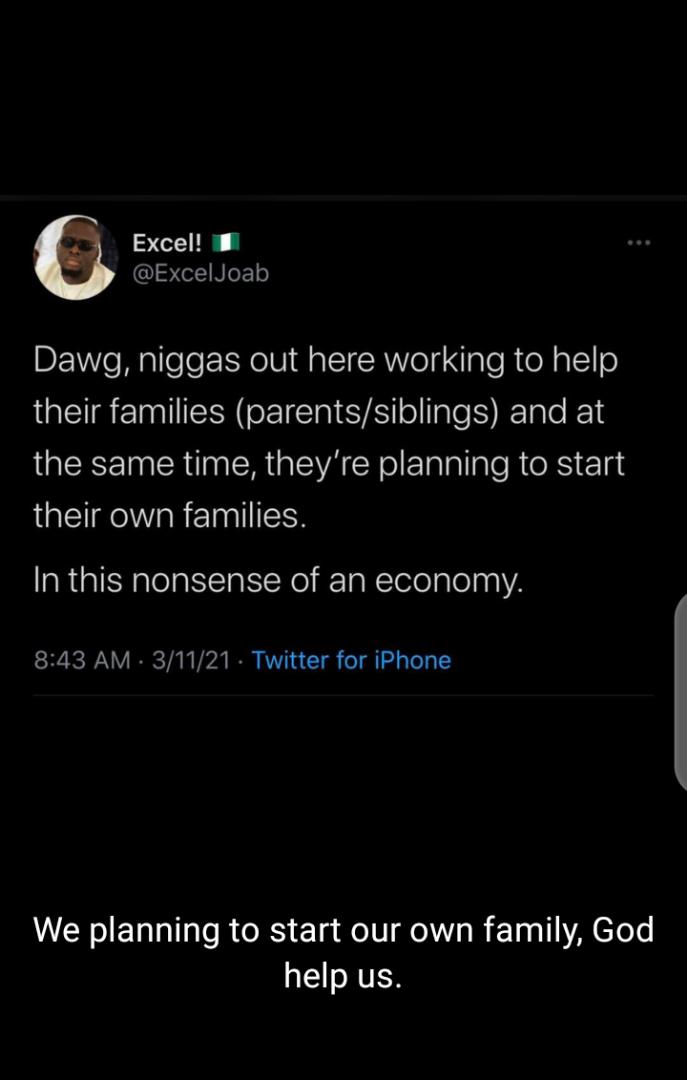 Excel! 🇳🇬
@ExcelJoab
Dawg, niggas out here working to help
their families (parents/siblings) and at
the same time, they’re planning to start
their own families.
In this nonsense of an economy.
8:43 AM · 3/11/21 · Twitter for iPhone
We planning to start our own family, God
help us.